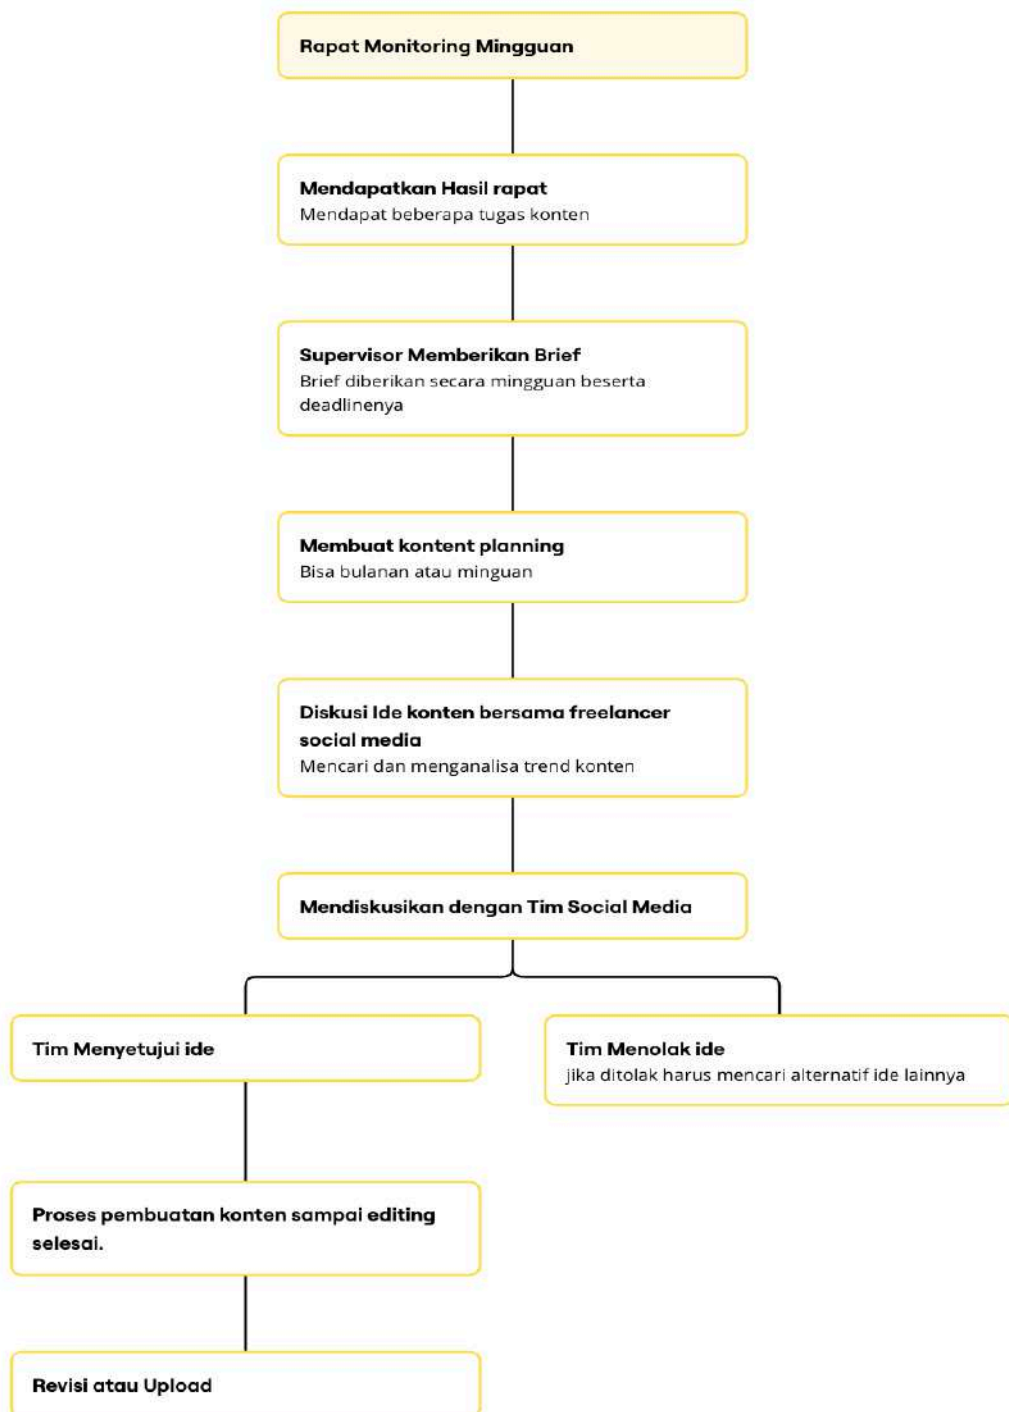 Rapat Monitoring Mingguan
Mendapatkan Hasil rapat
Mendapat beberapa tugas konten
Supervisor Memberikan Brief
Brief diberikan secara mingguan beserta
deadlinenya
Membuat kontent planning
Bisa bulanan atau minguan
Diskusi Ide konten bersama freelancer
social media
Mencari dan menganalisa trend konten
Mendiskusikan dengan Tim Social Media
Tim Menyetujui ide
Tim Menolak ide
jika ditolak harus mencari alternatif ide lainnya
Proses pembuatan konten sampai editing
selesai.
Revisi atau Upload